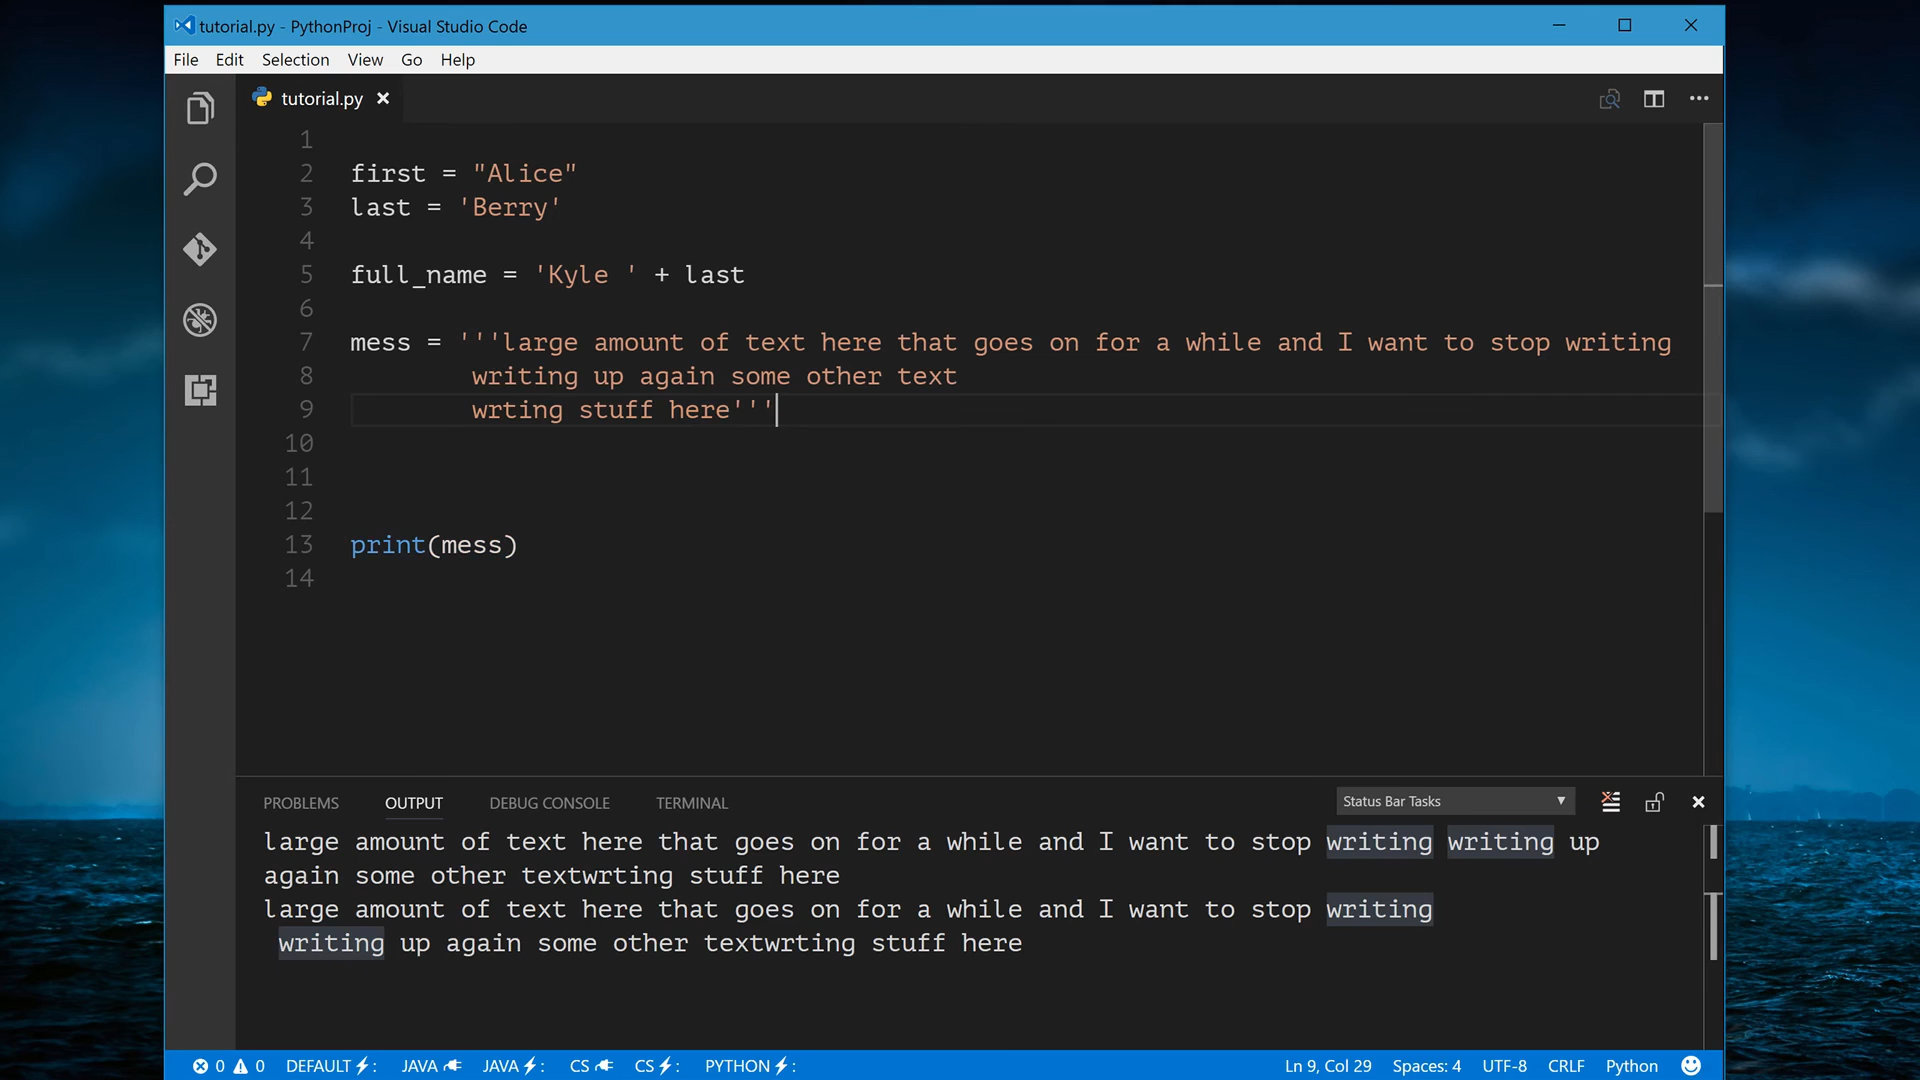 tutorial.py - PythonProj - Visual Studio Code
File Edit Selection View Go Help
tutorial.py
1
2 first = "Alice"
3 last = 'Berry'
4
5 full_name = 'Kyle ' + last
6
7 mess = '''large amount of text here that goes on for a while and I want to stop writing
8 writing up again some other text
9 wrting stuff here'''
10
11
12
13 print(mess)
14
PROBLEMS OUTPUT DEBUG CONSOLE TERMINAL Status Bar Tasks
large amount of text here that goes on for a while and I want to stop writing writing up
again some other textwrting stuff here
large amount of text here that goes on for a while and I want to stop writing
writing up again some other textwrting stuff here
0 0 DEFAULT : JAVA JAVA : CS CS : PYTHON : Ln 9, Col 29 Spaces: 4 UTF-8 CRLF Python